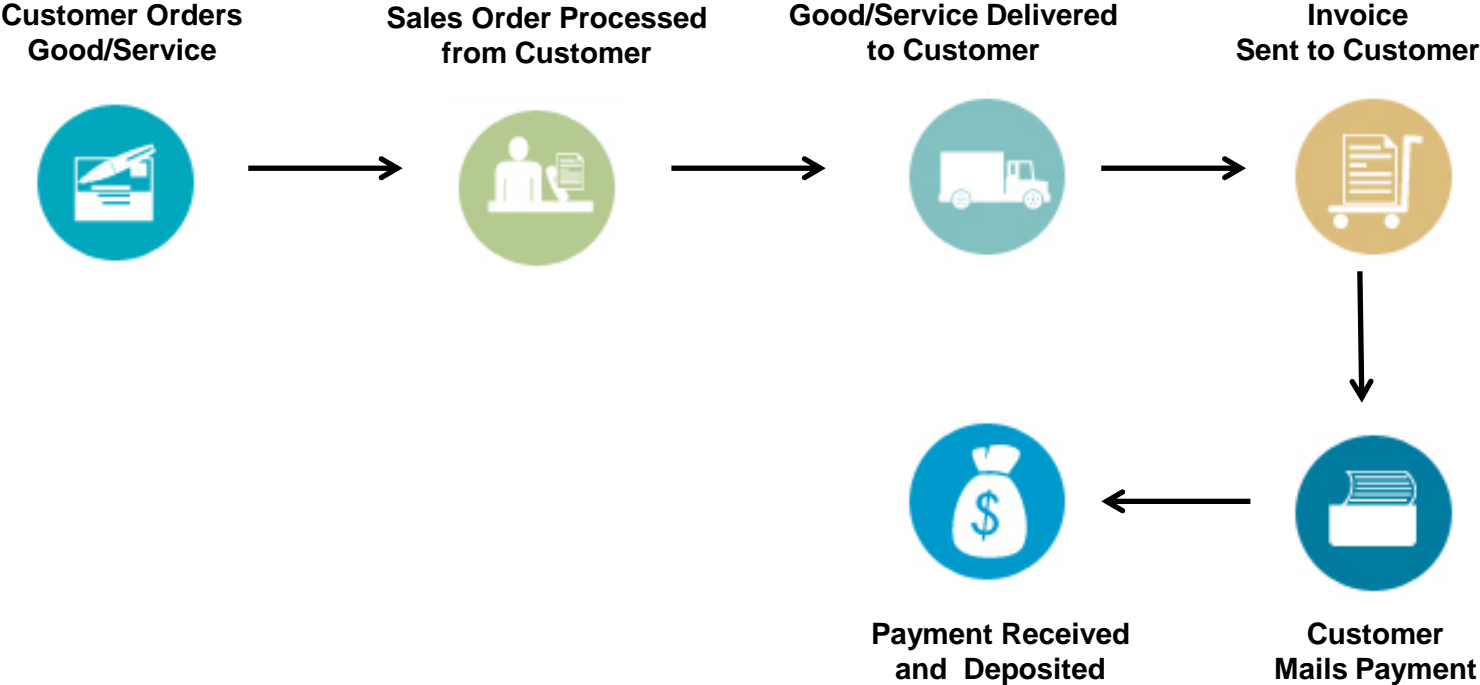 Customer Orders
Good/Service
Sales Order Processed
from Customer
Good/Service Delivered
to Customer
Invoice
Sent to Customer
$
Customer
Mails Payment
Payment Received
and Deposited